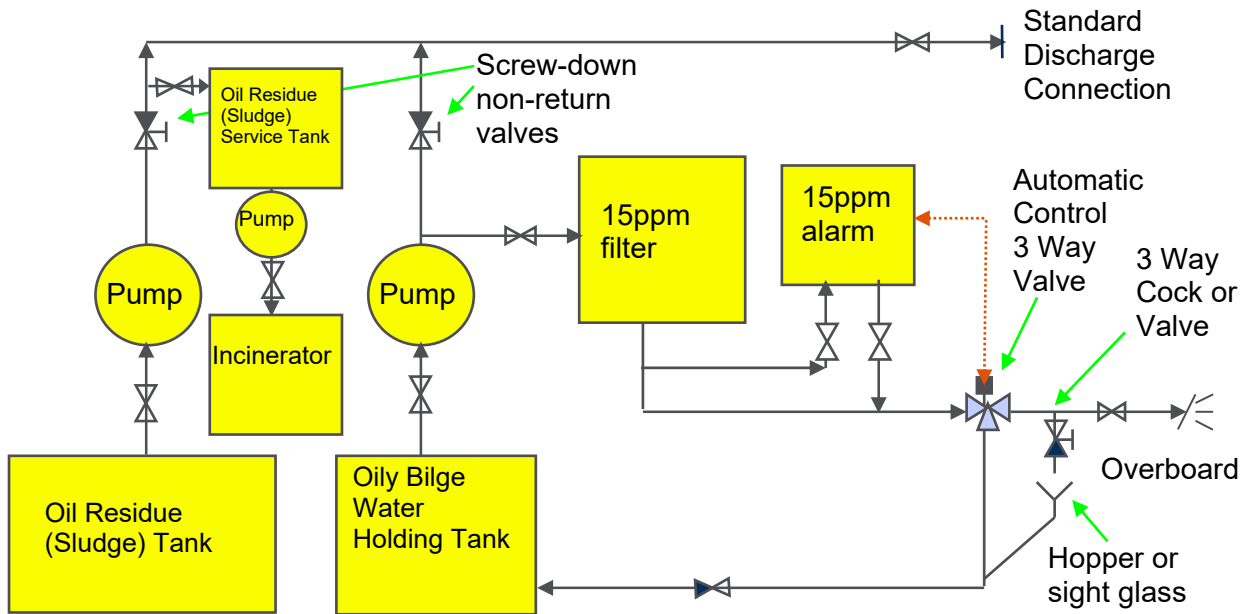 Standard
Discharge
Connection
Screw-down
non-return
valves
Oil Residue
(Sludge)
Service Tank
15ppm
filter
15ppm
alarm
Automatic
Control
3 Way
Valve
3 Way
Cock or
Valve
Pump
Pump
Pump
Incinerator
Oil Residue
(Sludge) Tank
Oily Bilge
Water
Holding Tank
Overboard
Hopper or
sight glass